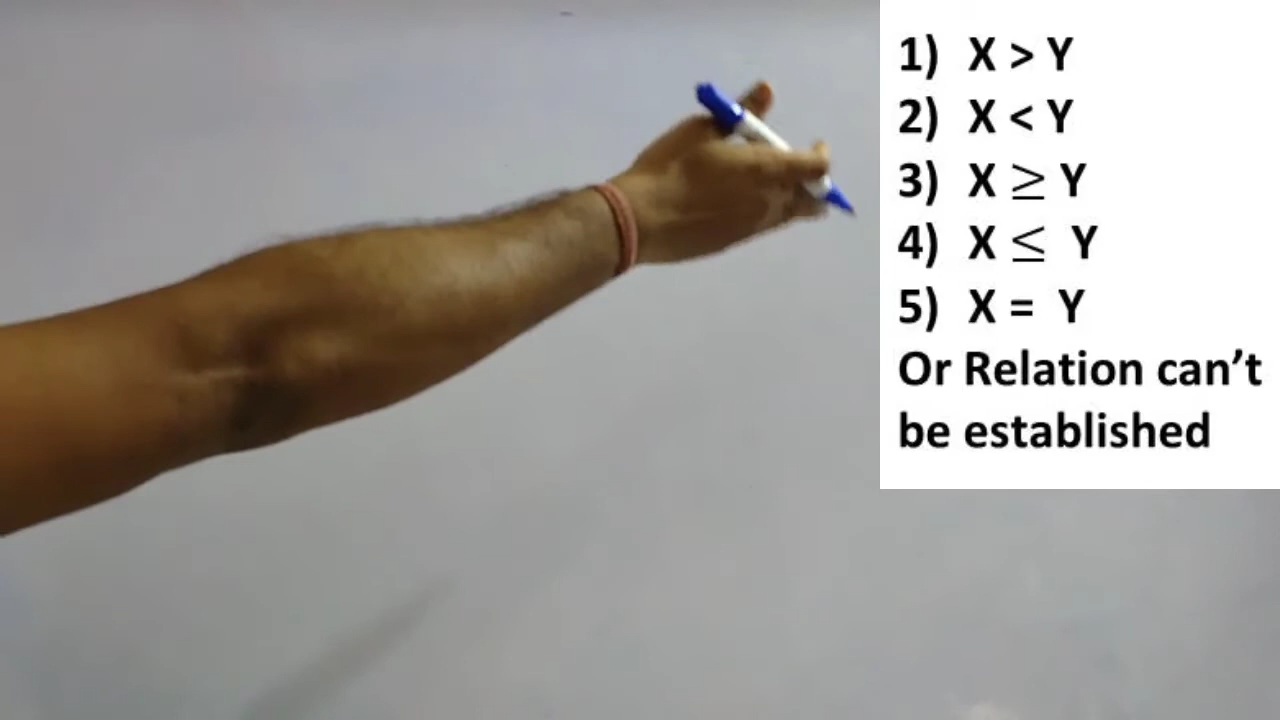 1) X > Y
2) X < Y
3) X ≥ Y
4) X ≤ Y
5) X = Y
Or Relation can't
be established